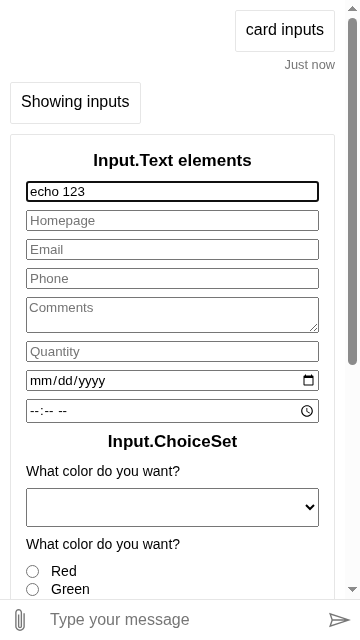 card inputs
Just now
Showing inputs
Input.Text elements
echo 123
Homepage
Email
Phone
Comments
Quantity
mm/dd/yyyy
--:-- --
Input.ChoiceSet
What color do you want?
What color do you want?
Red
Green
Type your message